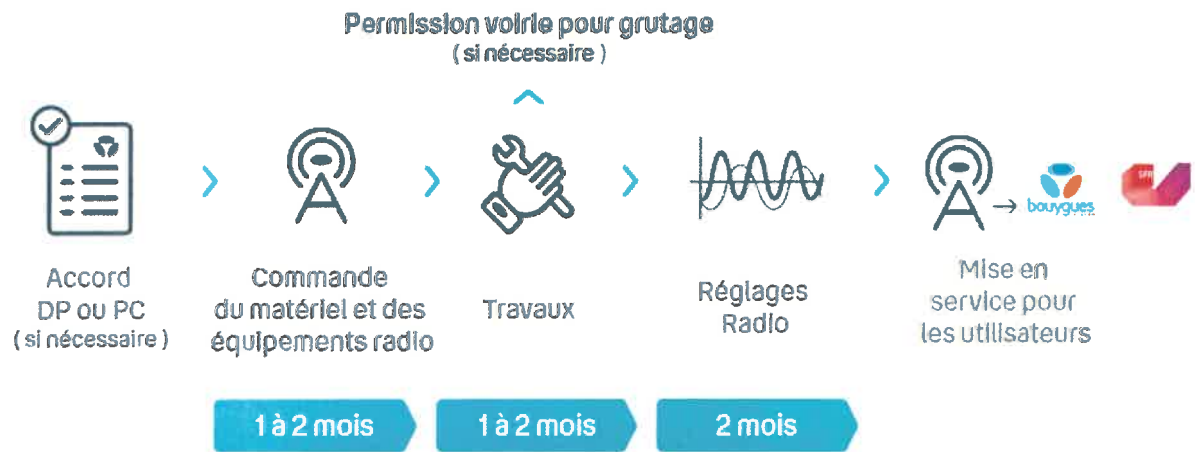 Permission voirie pour grutage
( si nécessaire )
Accord
DP ou PC
( si nécessaire )
Commande
du matériel et des
équipements radio
Travaux
Réglages
Radio
bouygues
SFR
Mise en
service pour
les utilisateurs
1 à 2 mois
1 à 2 mois
2 mois